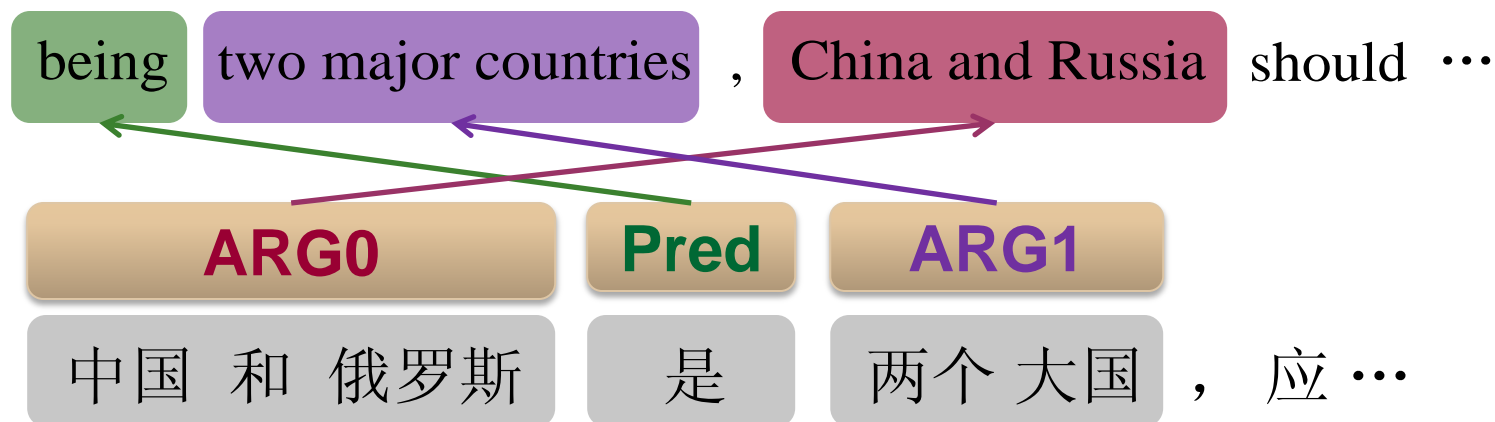 being two major countries , China and Russia should ⋯
ARG0 Pred ARG1
中国 和 俄罗斯 是 两个 大国 ， 应 ⋯